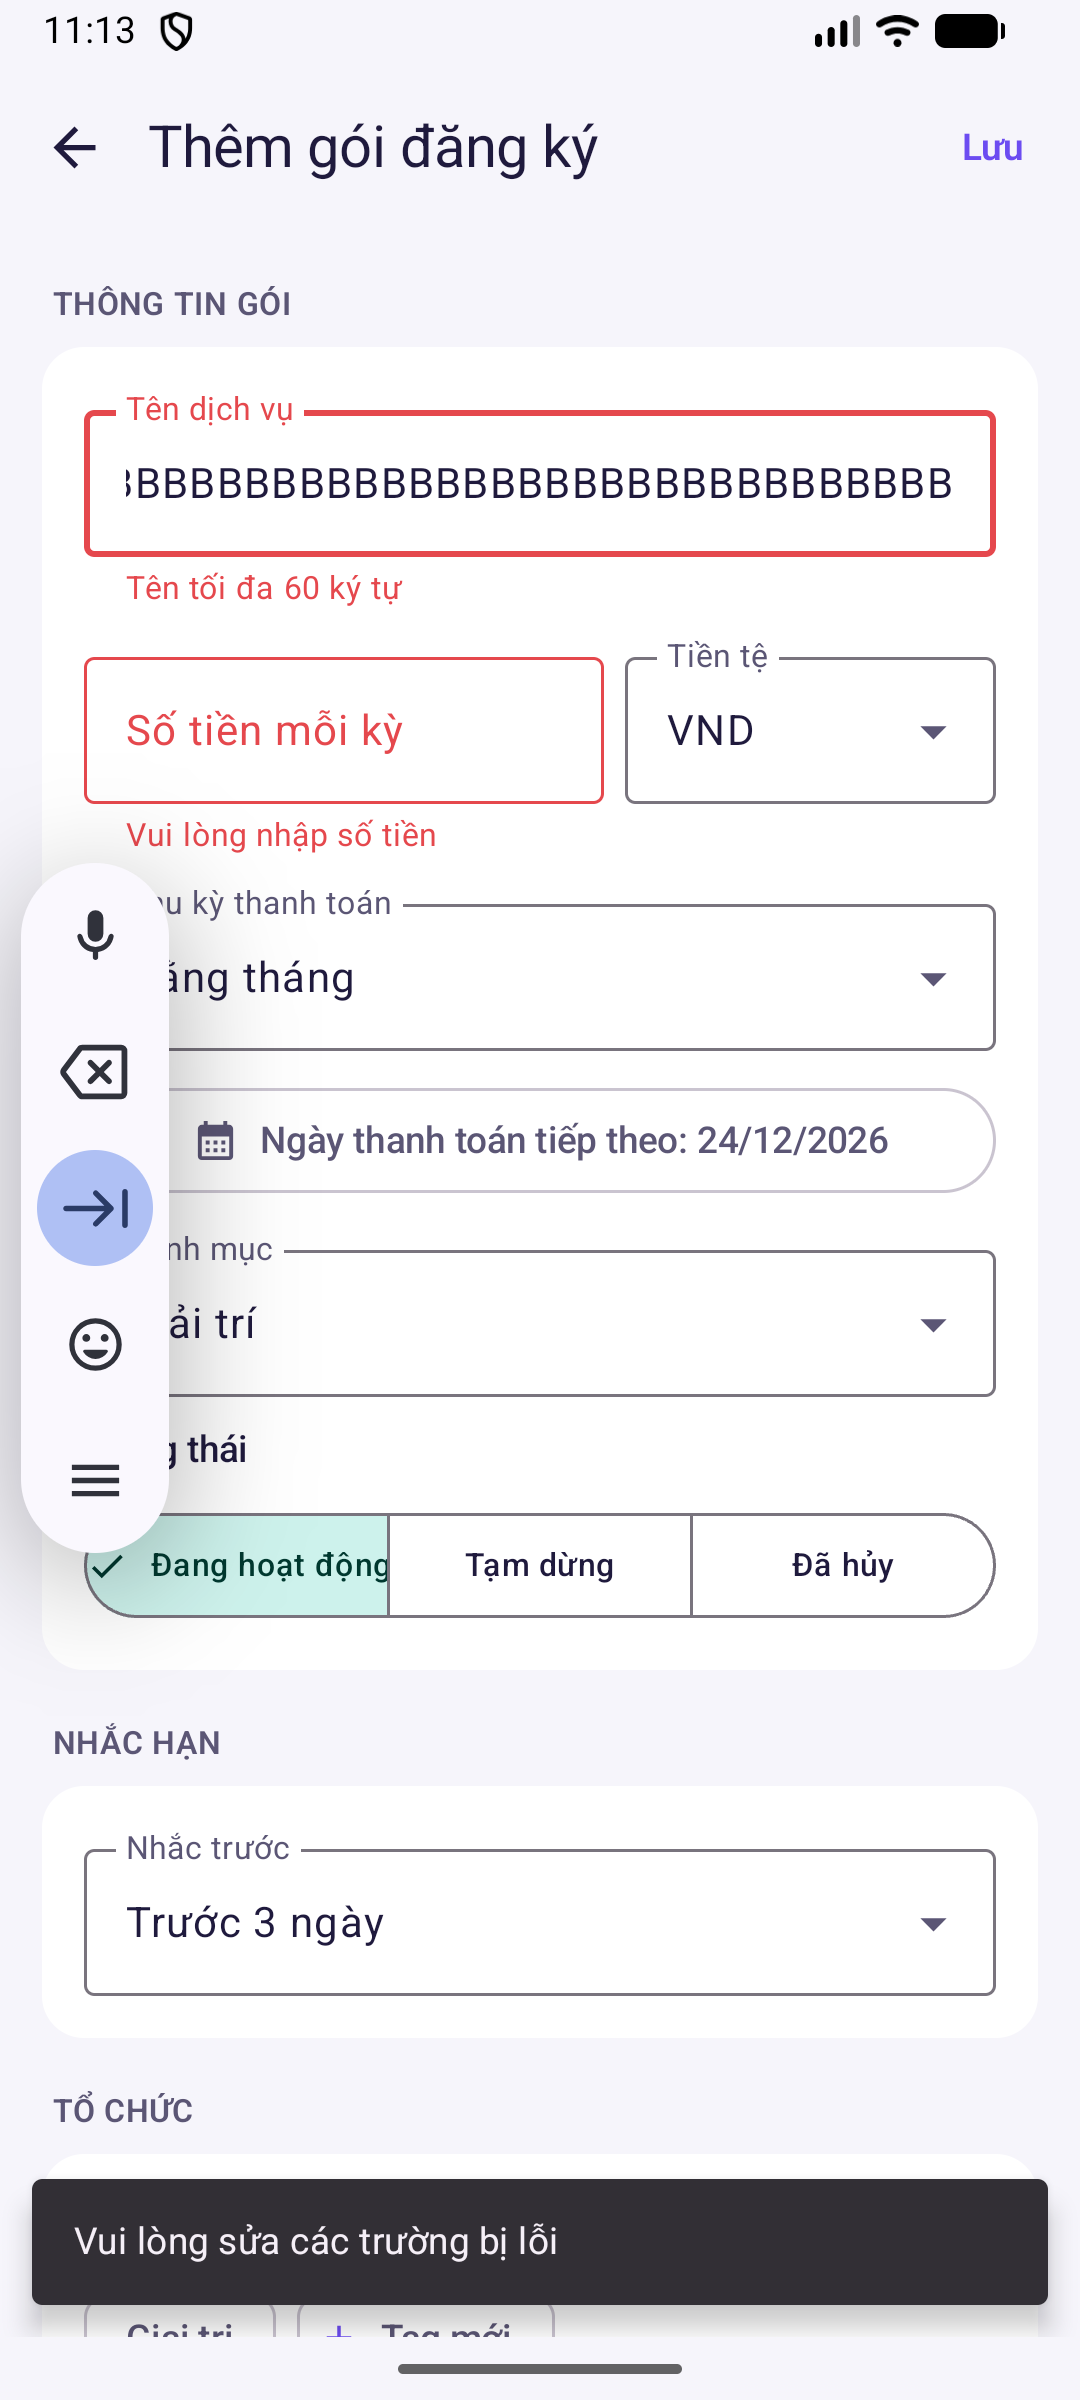 11:13
Thêm gói đăng ký
Lưu
THÔNG TIN GÓI
Tên dịch vụ
BBBBBBBBBBBBBBBBBBBBBBBBBBBBBB
Tên tối đa 60 ký tự
Số tiền mỗi kỳ
Tiền tệ
VND
Vui lòng nhập số tiền
kỳ thanh toán
tháng
Ngày thanh toán tiếp theo: 24/12/2026
mục
trí
thái
Đang hoạt động
Tạm dừng
Đã hủy
NHẮC HẠN
Nhắc trước
Trước 3 ngày
TỔ CHỨC
Vui lòng sửa các trường bị lỗi
+ Tag mới